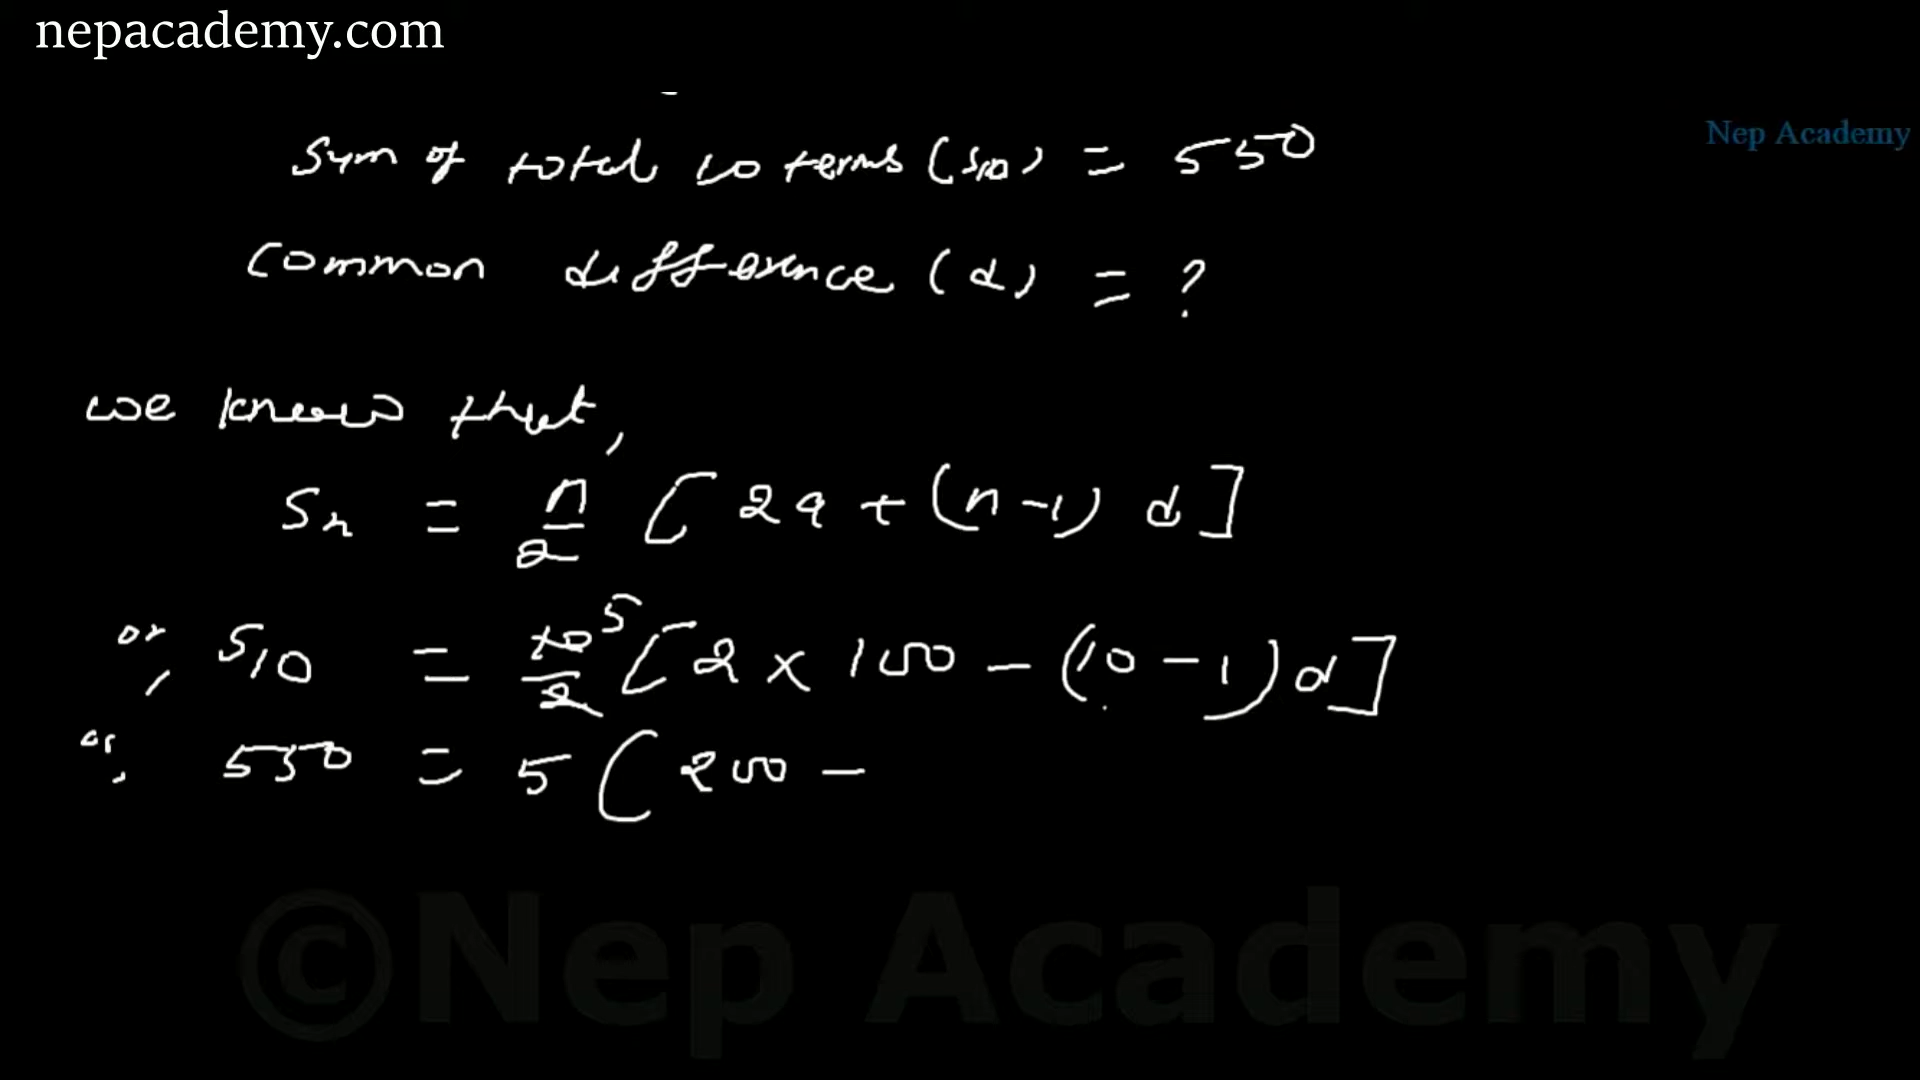 nepacademy.com
Nep Academy
Sum of total 10 terms (S10) = 550
Common difference (d) = ?
we know that,
Sn = n/2 [2a + (n-1) d]
or, S10 = 10/2 5 [2 × 100 - (10 - 1) d]
or, 550 = 5 [200 -
©Nep Academy